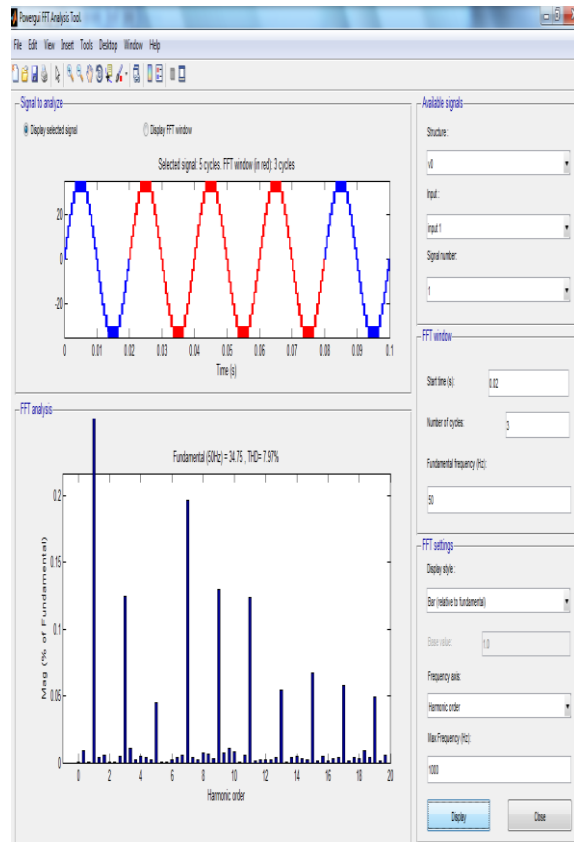 Powergui FFT Analysis Tool.
File Edit View Insert Tools Desktop Window Help
Signal to analyze
Display selected signal
Display FFT window
Selected signal: 5 cycles. FFT window (in red): 3 cycles
20
0
-20
0 0.01 0.02 0.03 0.04 0.05 0.06 0.07 0.08 0.09 0.1
Time (s)
FFT analysis
Fundamental (50Hz) = 34.75 , THD= 7.97%
0.2
0.15
0.1
0.05
0
Mag (% of Fundamental)
0 2 4 6 8 10 12 14 16 18 20
Harmonic order
Available signals
Structure :
v0
Input :
input 1
Signal number:
1
FFT window
Start time (s): 0.02
Number of cycles: 3
Fundamental frequency (Hz):
50
FFT settings
Display style :
Bar (relative to fundamental)
Base value: 1.0
Frequency axis:
Harmonic order
Max Frequency (Hz):
1000
Display
Close